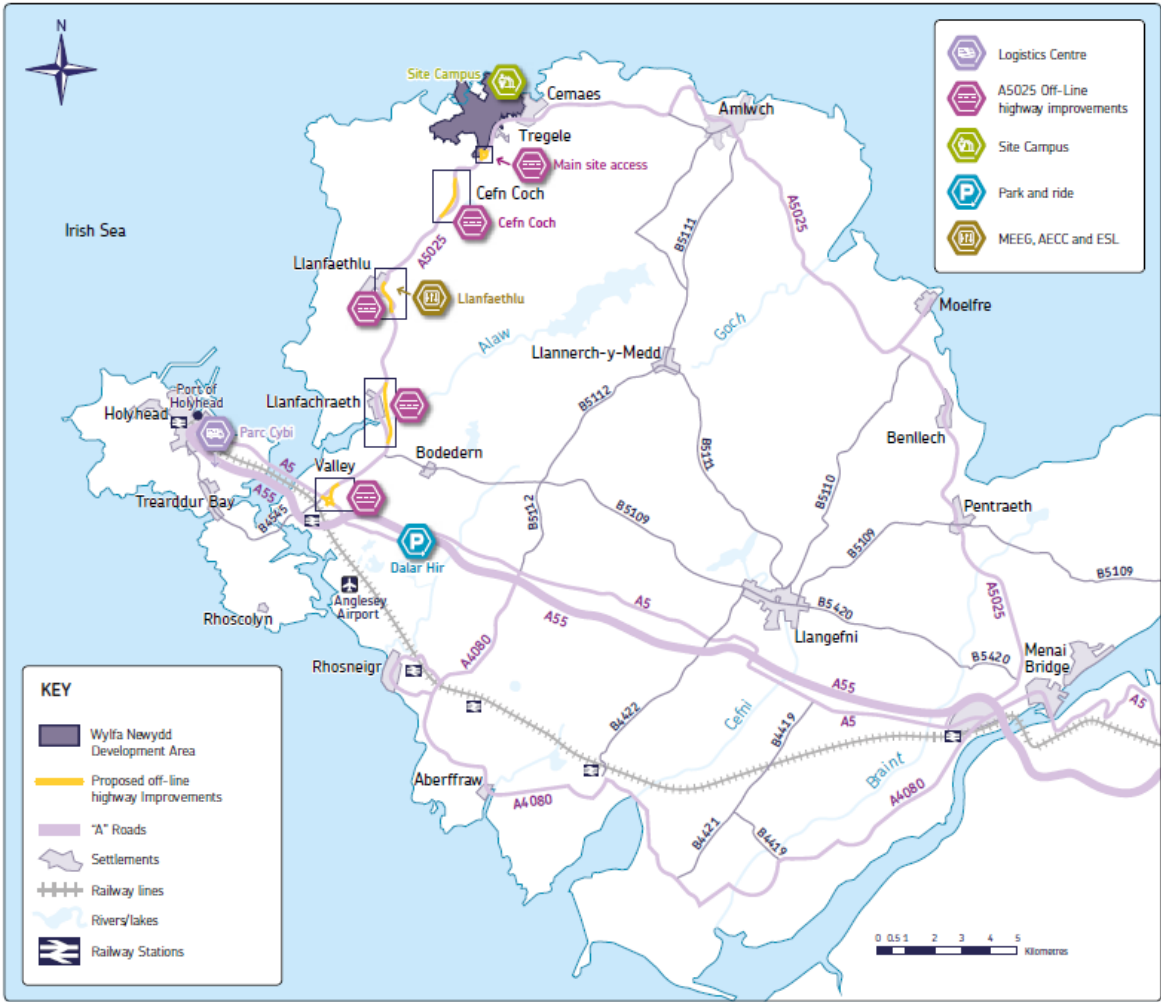 N
Site Campus
Cemaes
Amlwch
Tregele
Main site access
Cefn Coch
Cefn Coch
Irish Sea
A5025
B5111
A5025
Llanfaethlu
Llanfaethlu
Moelfre
Alaw
Goch
Llannerch-y-Medd
Port of
Holyhead
Holyhead
Llanfachraeth
B5112
Parc Cybi
Benllech
Bodedern
B5111
B5110
Valley
A5
A55
Trearddur Bay
B4545
B5112
B5109
Pentraeth
B5109
B5109
Dalar Hir
Anglesey
Airport
A5
A55
B5420
A5025
Rhoscolyn
Llangefni
Rhosneigr
A4080
B5420
Menai
Bridge
A55
A5
A5
B4422
Cefni
B4419
Braint
Aberffraw
A4080
A4080
B4421
B4419
Logistics Centre
A5025 Off-Line
highway improvements
Site Campus
P
Park and ride
MEEG, AECC and ESL
P
KEY
Wylfa Newydd
Development Area
Proposed off-line
highway Improvements
"A" Roads
Settlements
Railway lines
Rivers/lakes
Railway Stations
0 0.5 1 2 3 4 5
Kilometres